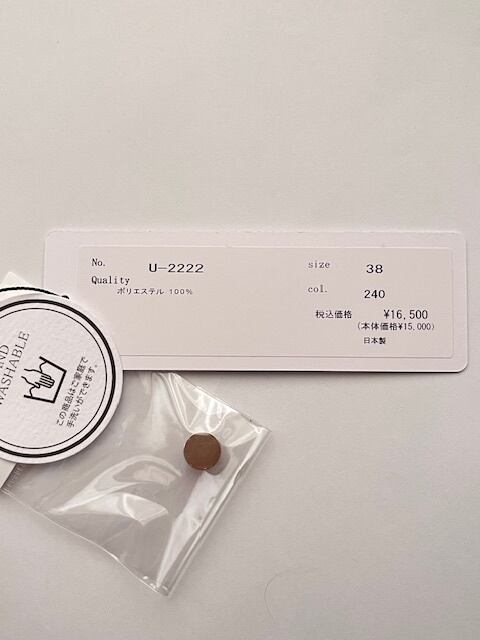 No. U-2222
Quality
ポリエステル 100%
size 38
col. 240
税込価格 ¥16,500
(本体価格¥15,000)
日本製
WASHABLE
この商品はご家庭で
手洗いができます。